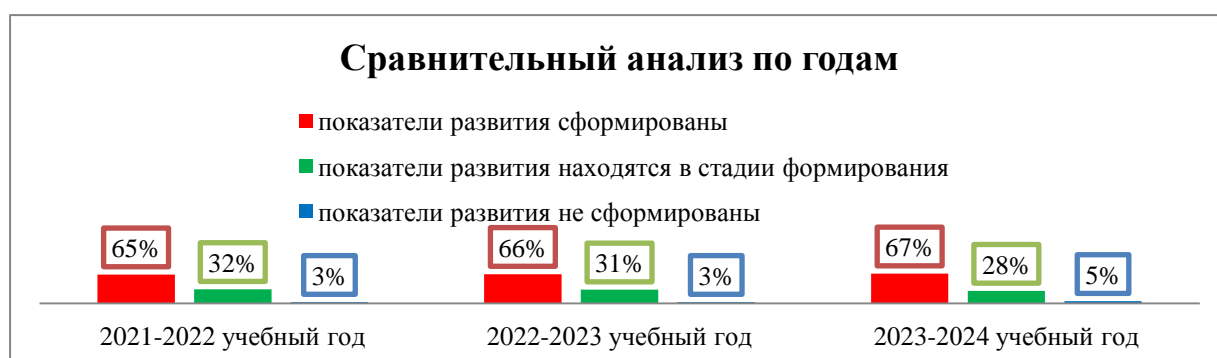 Сравнительный анализ по годам
показатели развития сформированы
показатели развития находятся в стадии формирования
показатели развития не сформированы
65% 32% 3% 66% 31% 3% 67% 28% 5%
2021-2022 учебный год 2022-2023 учебный год 2023-2024 учебный год